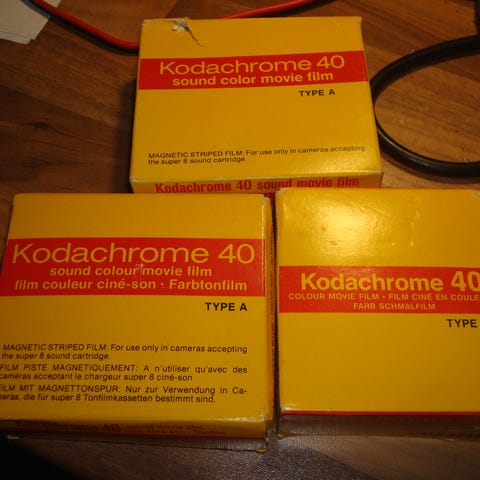 Kodachrome 40
sound color movie film
TYPE A
MAGNETIC STRIPED FILM: For use only in cameras accepting
the super 8 sound cartridge.
Kodachrome 40 sound movie film
Kodachrome 40
sound colour movie film
film couleur ciné-son · Farbtonfilm
TYPE A
MAGNETIC STRIPED FILM: For use only in cameras accepting
the super 8 sound cartridge.
FILM PISTE MAGNETIQUEMENT: A n'utiliser qu'avec des
caméras acceptant le chargeur super 8 ciné-son
FILM MIT MAGNETTONSPUR: Nur zur Verwendung in Ca-
meras, die für super 8 Tonfilmkassetten bestimmt sind.
Kodachrome 40
Kodachrome 40
COLOUR MOVIE FILM · FILM CINÉ EN COULE
FARB SCHMALFILM
TYPE